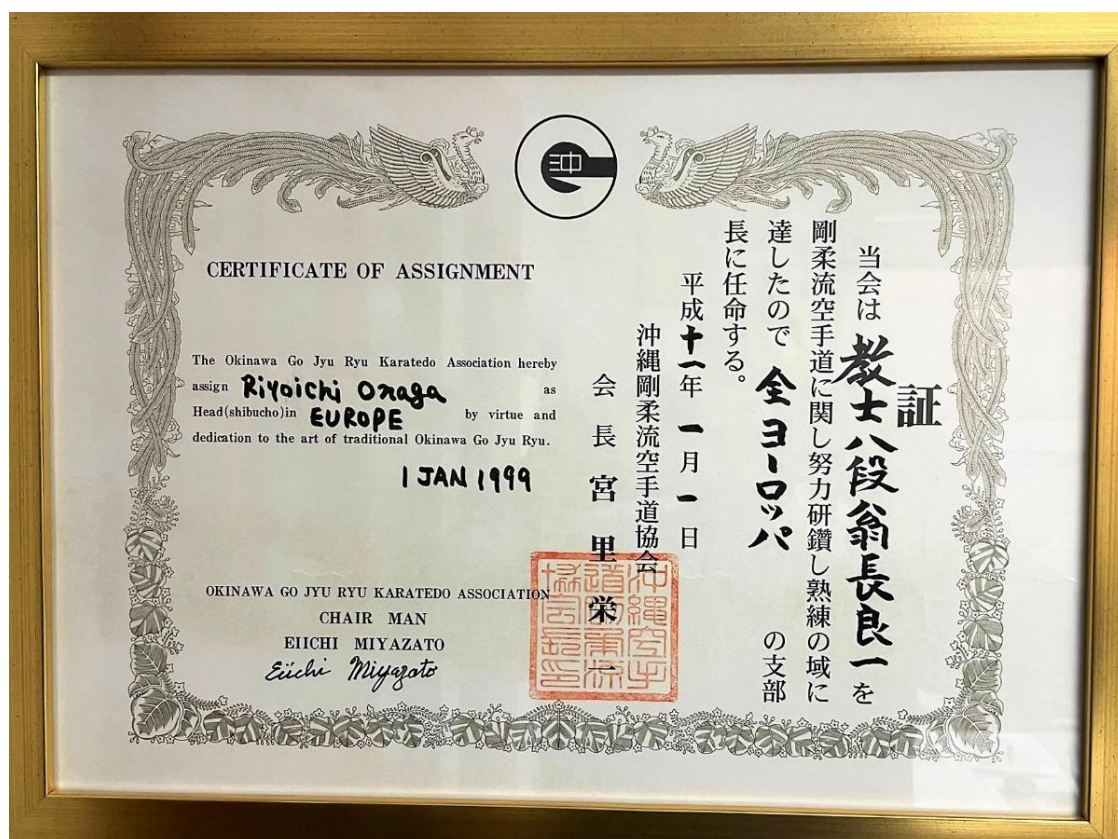 沖
CERTIFICATE OF ASSIGNMENT
The Okinawa Go Jyu Ryu Karatedo Association hereby
assign Riyoichi Onaga as
Head(shibucho)in EUROPE by virtue and
dedication to the art of traditional Okinawa Go Jyu Ryu.
1 JAN 1999
OKINAWA GO JYU RYU KARATEDO ASSOCIATION
CHAIR MAN
EIICHI MIYAZATO
Eiichi Miyazato
証
当会は教士八段翁長良一を
剛柔流空手道に関し努力研鑽し熟練の域に
達したので全ヨーロッパの支部
長に任命する。
平成十一年一月一日
沖縄剛柔流空手道協会
会長宮里栄一